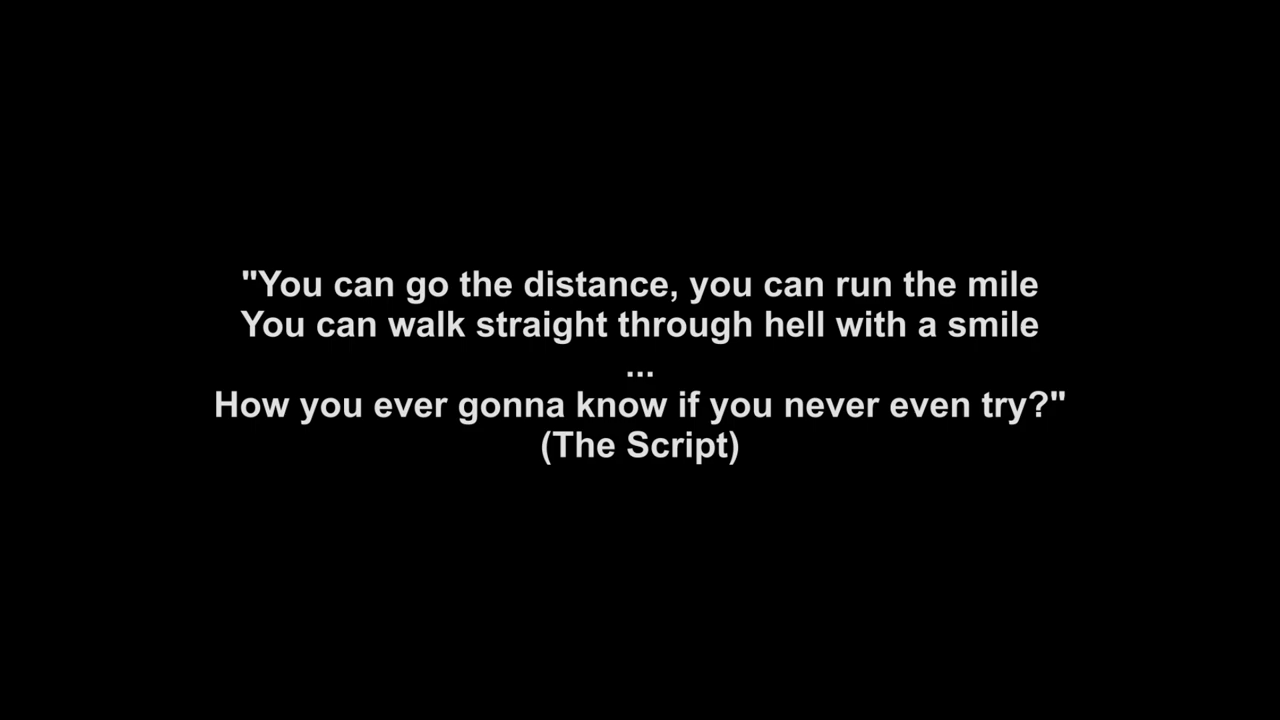 "You can go the distance, you can run the mile
You can walk straight through hell with a smile
...
How you ever gonna know if you never even try?"
(The Script)